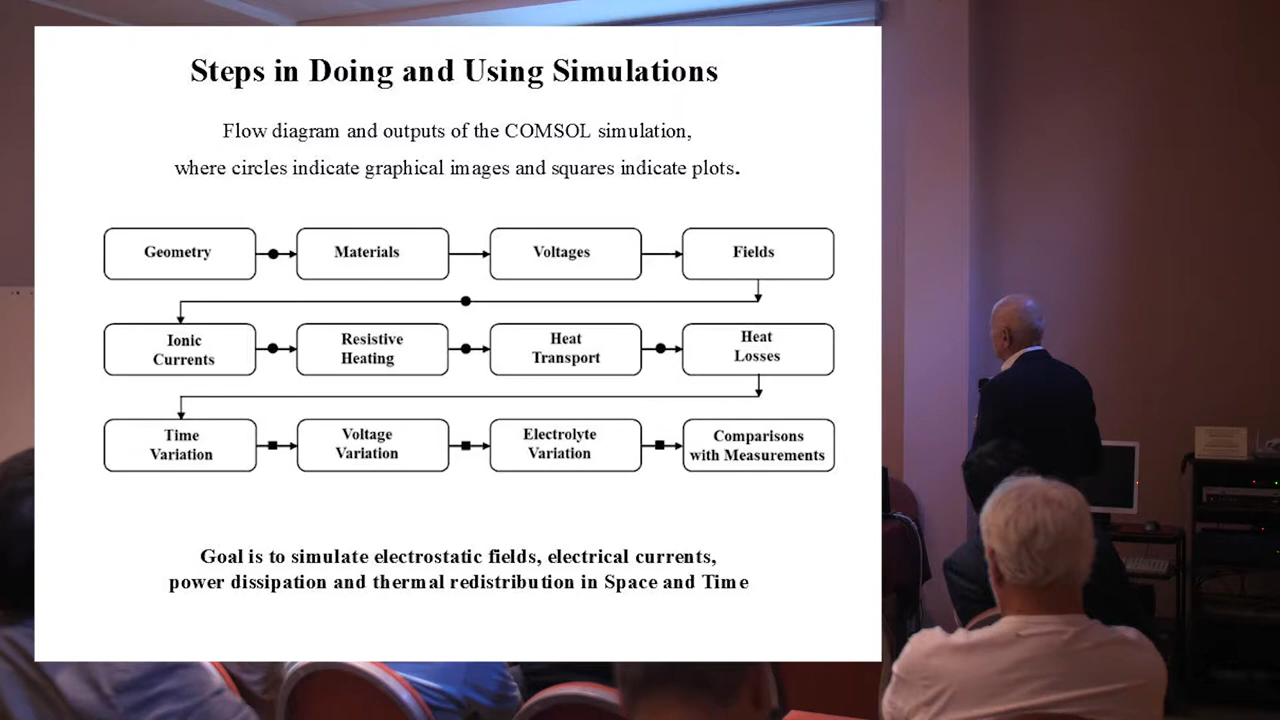 Steps in Doing and Using Simulations
Flow diagram and outputs of the COMSOL simulation,
where circles indicate graphical images and squares indicate plots.
Geometry
Materials
Voltages
Fields
Ionic
Currents
Resistive
Heating
Heat
Transport
Heat
Losses
Time
Variation
Voltage
Variation
Electrolyte
Variation
Comparisons
with Measurements
Goal is to simulate electrostatic fields, electrical currents,
power dissipation and thermal redistribution in Space and Time